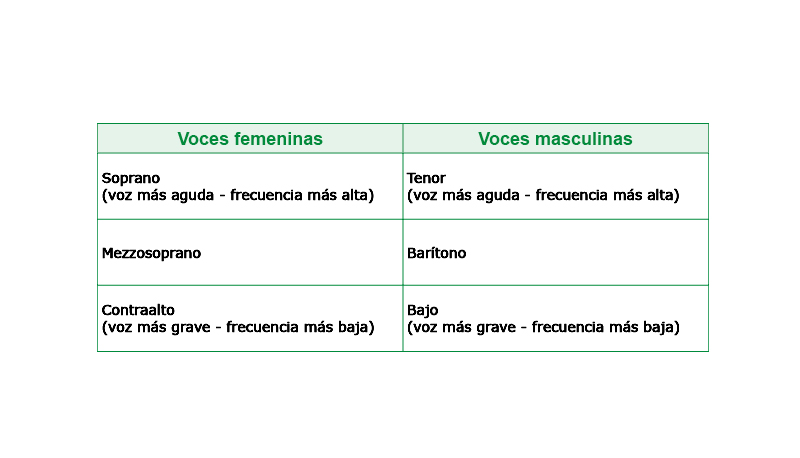 Voces femeninas
Voces masculinas
Soprano
(voz más aguda - frecuencia más alta)
Tenor
(voz más aguda - frecuencia más alta)
Mezzosoprano
Barítono
Contraalto
(voz más grave - frecuencia más baja)
Bajo
(voz más grave - frecuencia más baja)